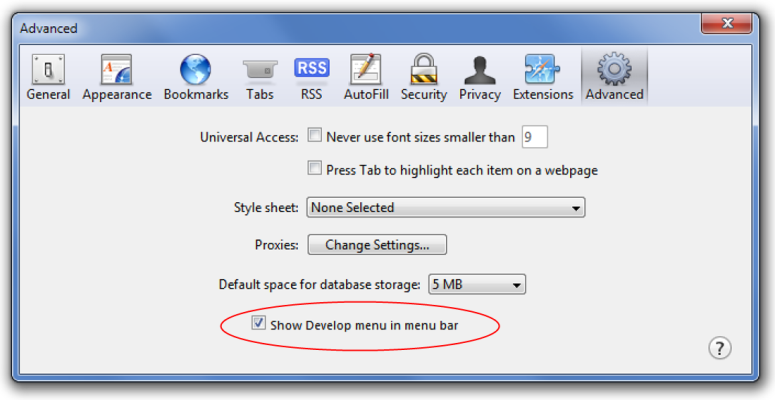 Advanced
RSS
General Appearance Bookmarks Tabs RSS AutoFill Security Privacy Extensions Advanced
Universal Access: Never use font sizes smaller than 9
Press Tab to highlight each item on a webpage
Style sheet: None Selected
Proxies: Change Settings...
Default space for database storage: 5 MB
Show Develop menu in menu bar
?